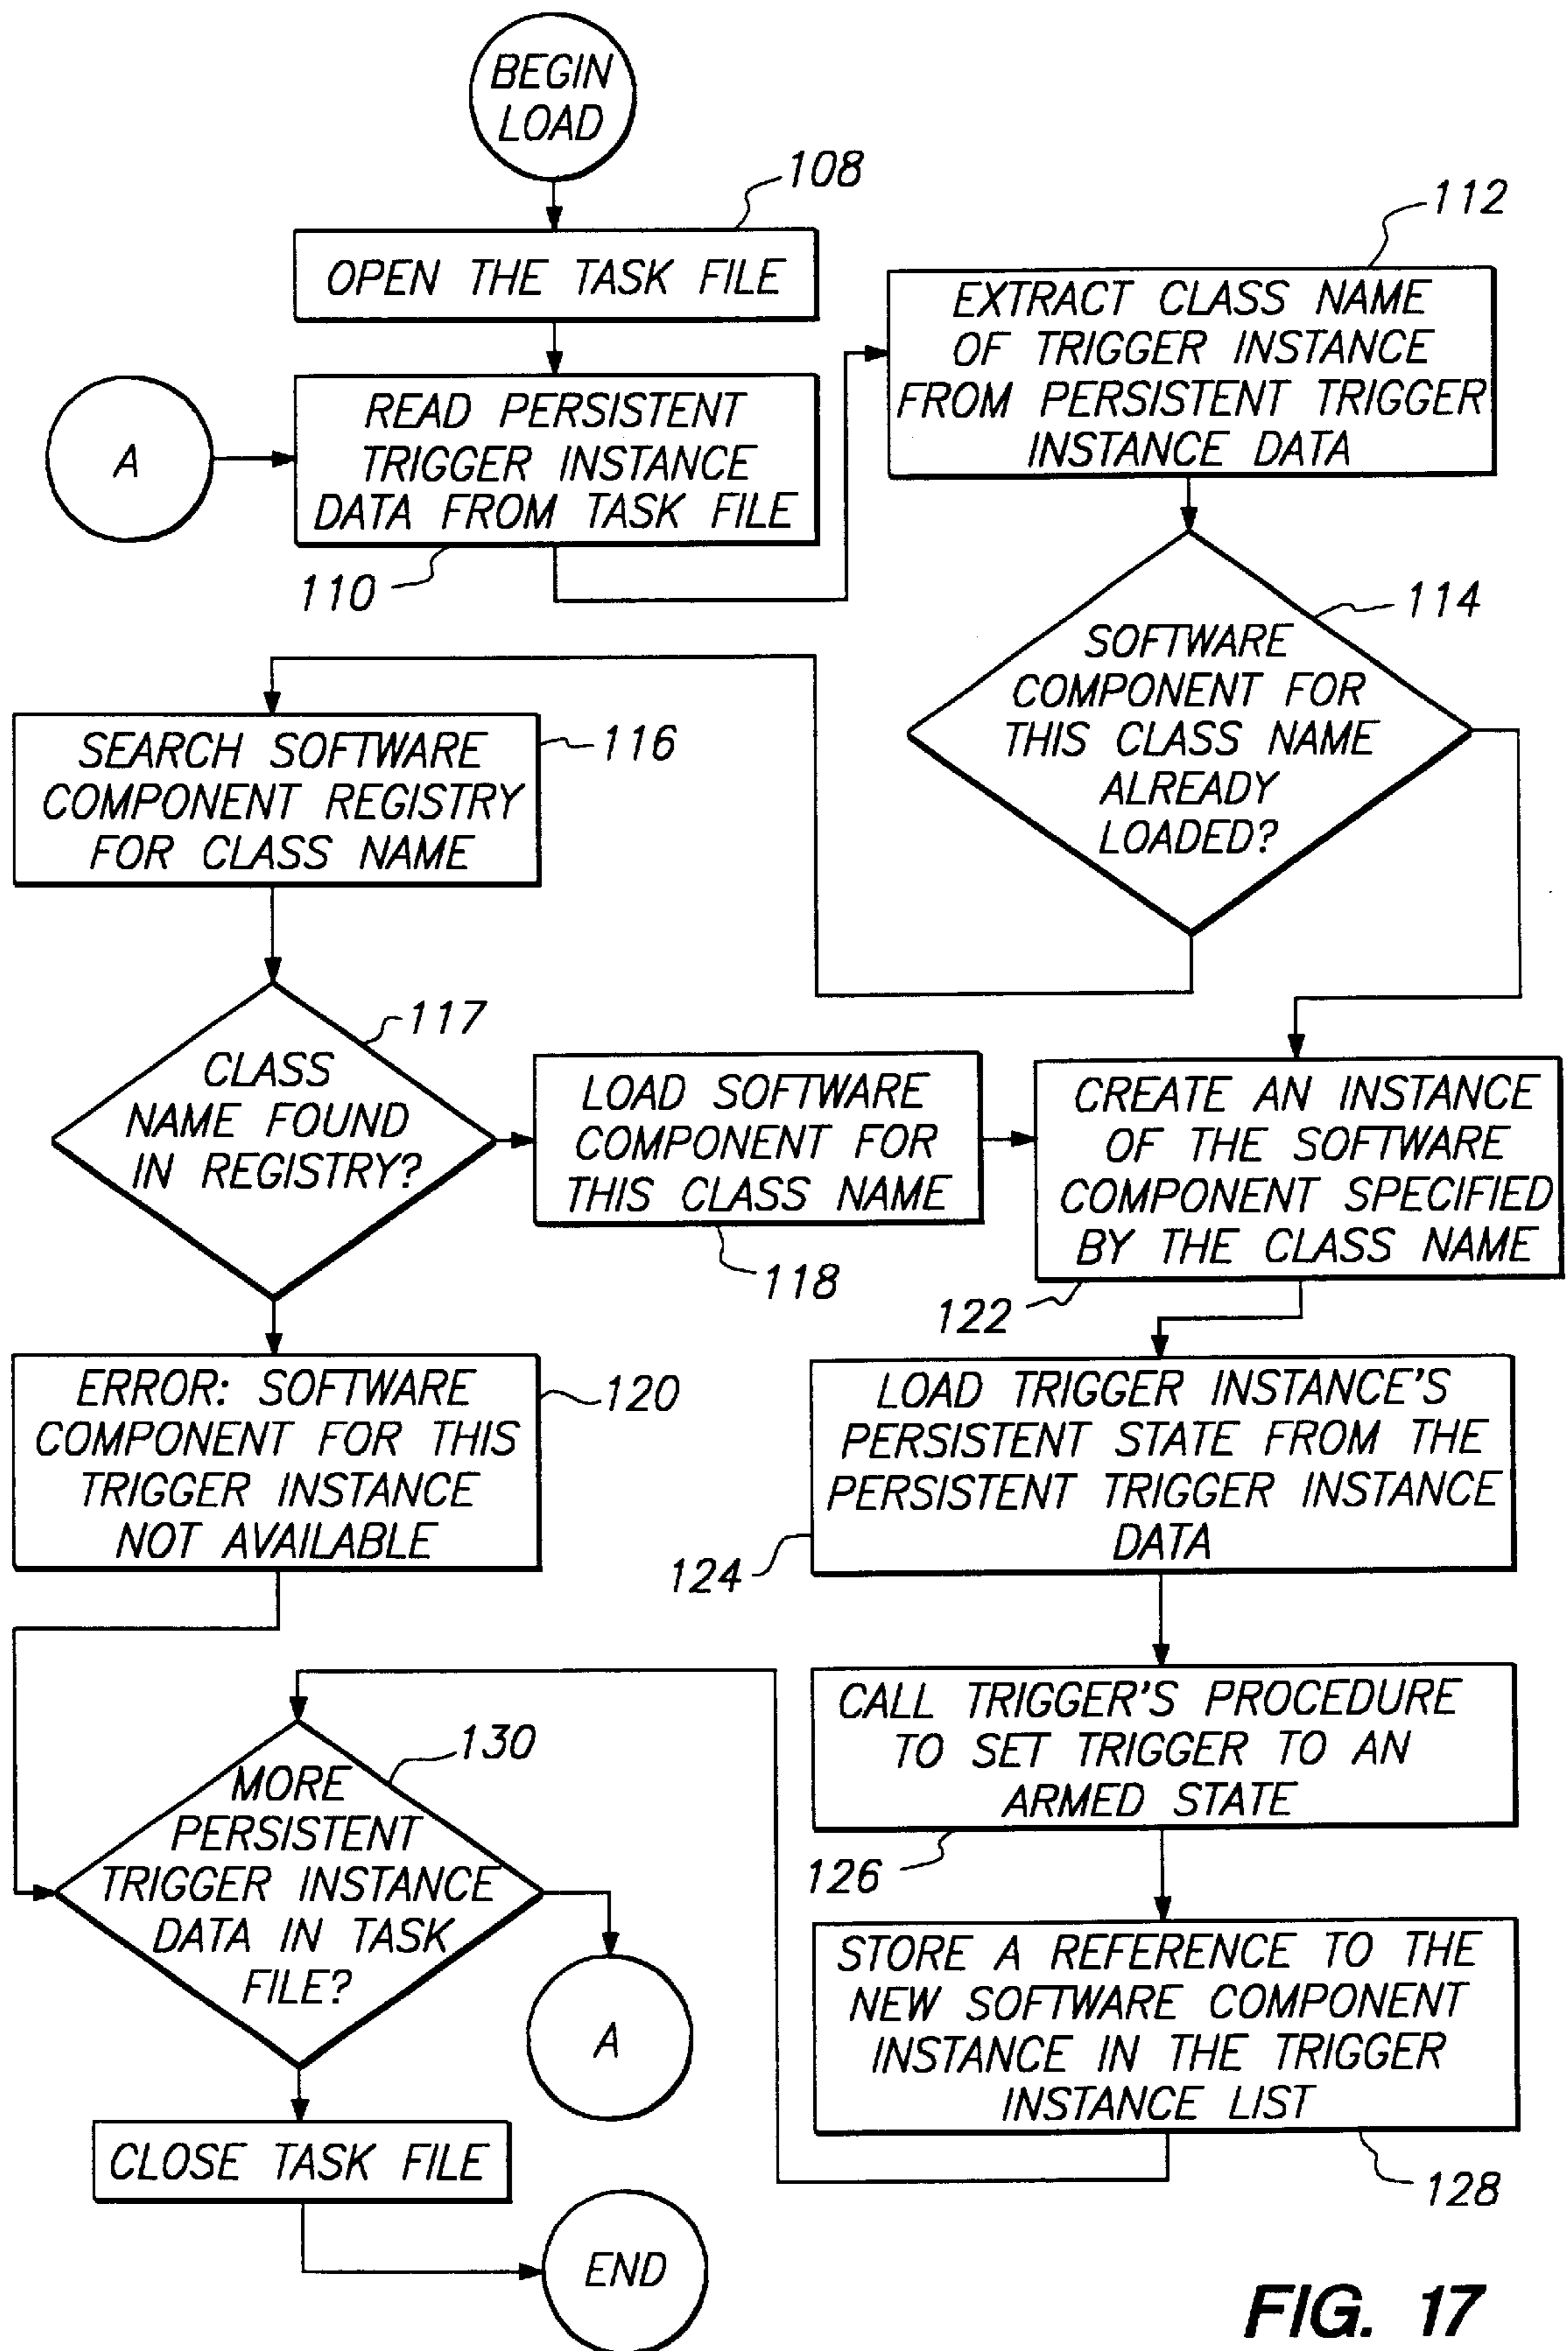 BEGIN
LOAD
108
OPEN THE TASK FILE
A
READ PERSISTENT
TRIGGER INSTANCE
DATA FROM TASK FILE
110
112
EXTRACT CLASS NAME
OF TRIGGER INSTANCE
FROM PERSISTENT TRIGGER
INSTANCE DATA
114
SOFTWARE
COMPONENT FOR
THIS CLASS NAME
ALREADY
LOADED?
SEARCH SOFTWARE
COMPONENT REGISTRY
FOR CLASS NAME
116
117
CLASS
NAME FOUND
IN REGISTRY?
LOAD SOFTWARE
COMPONENT FOR
THIS CLASS NAME
118
CREATE AN INSTANCE
OF THE SOFTWARE
COMPONENT SPECIFIED
BY THE CLASS NAME
122
ERROR: SOFTWARE
COMPONENT FOR THIS
TRIGGER INSTANCE
NOT AVAILABLE
120
LOAD TRIGGER INSTANCE'S
PERSISTENT STATE FROM THE
PERSISTENT TRIGGER INSTANCE
DATA
124
CALL TRIGGER'S PROCEDURE
TO SET TRIGGER TO AN
ARMED STATE
126
STORE A REFERENCE TO THE
NEW SOFTWARE COMPONENT
INSTANCE IN THE TRIGGER
INSTANCE LIST
128
130
MORE
PERSISTENT
TRIGGER INSTANCE
DATA IN TASK
FILE?
A
CLOSE TASK FILE
END
FIG. 17